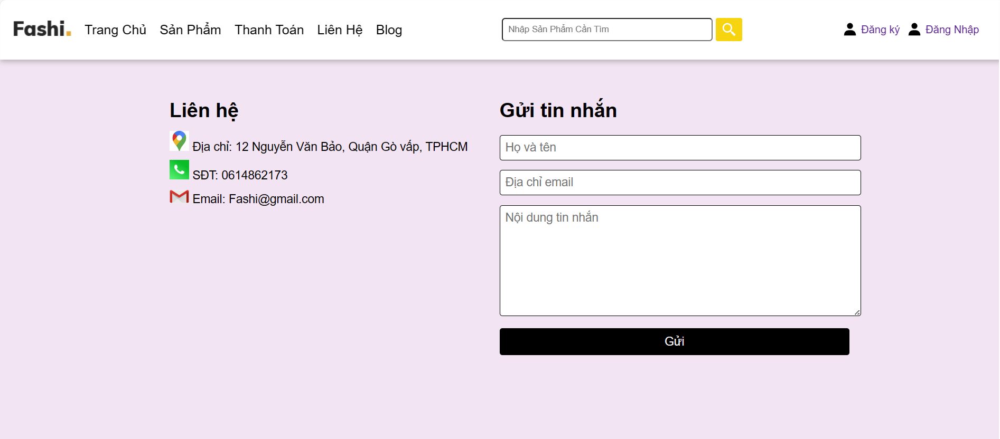 Fashi. Trang Chủ Sản Phẩm Thanh Toán Liên Hệ Blog Nhập Sản Phẩm Cần Tìm Đăng ký Đăng Nhập
Liên hệ
Địa chỉ: 12 Nguyễn Văn Bảo, Quận Gò vấp, TPHCM
SĐT: 0614862173
Email: Fashi@gmail.com
Gửi tin nhắn
Họ và tên
Địa chỉ email
Nội dung tin nhắn
Gửi